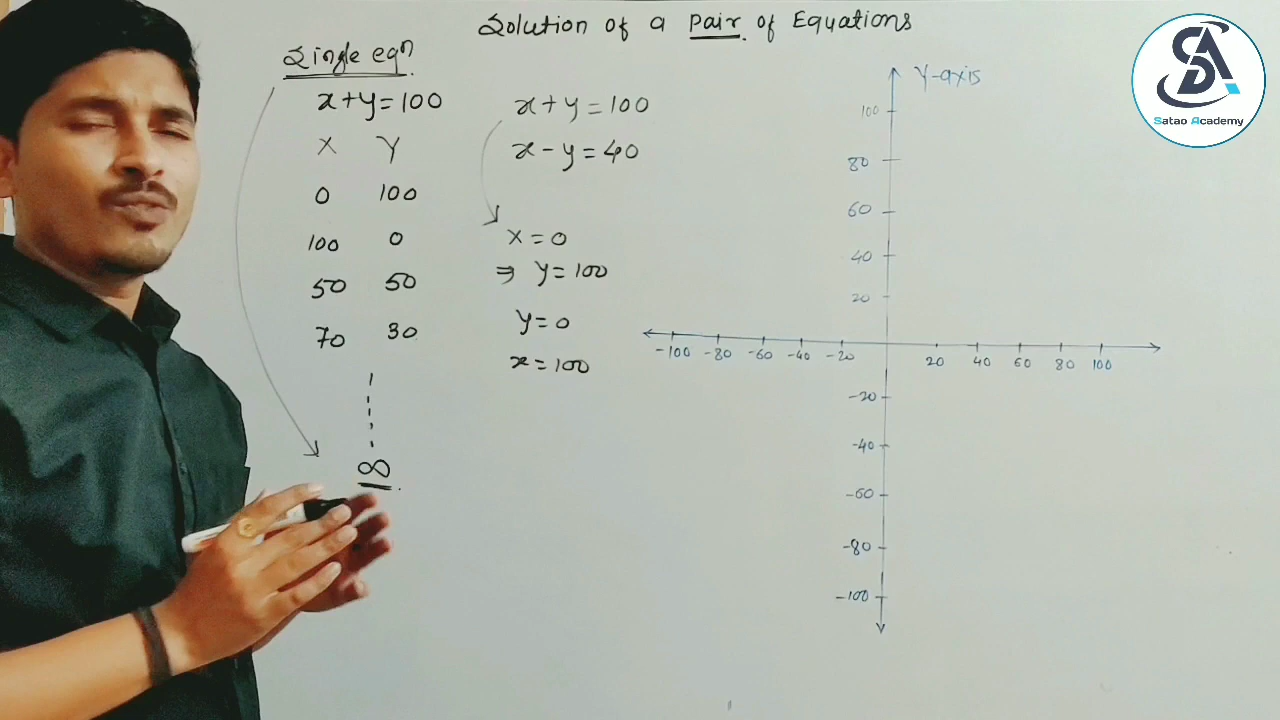 Solution of a Pair of Equations
Single eqn.
x+y=100
X Y
0 100
100 0
50 50
70 30
∞
x+y=100
x-y=40
x=0
⇒ y=100
y=0
x=100
Y-axis
100
80
60
40
20
-100 -80 -60 -40 -20 20 40 60 80 100
-20
-40
-60
-80
-100
SA
Satao Academy